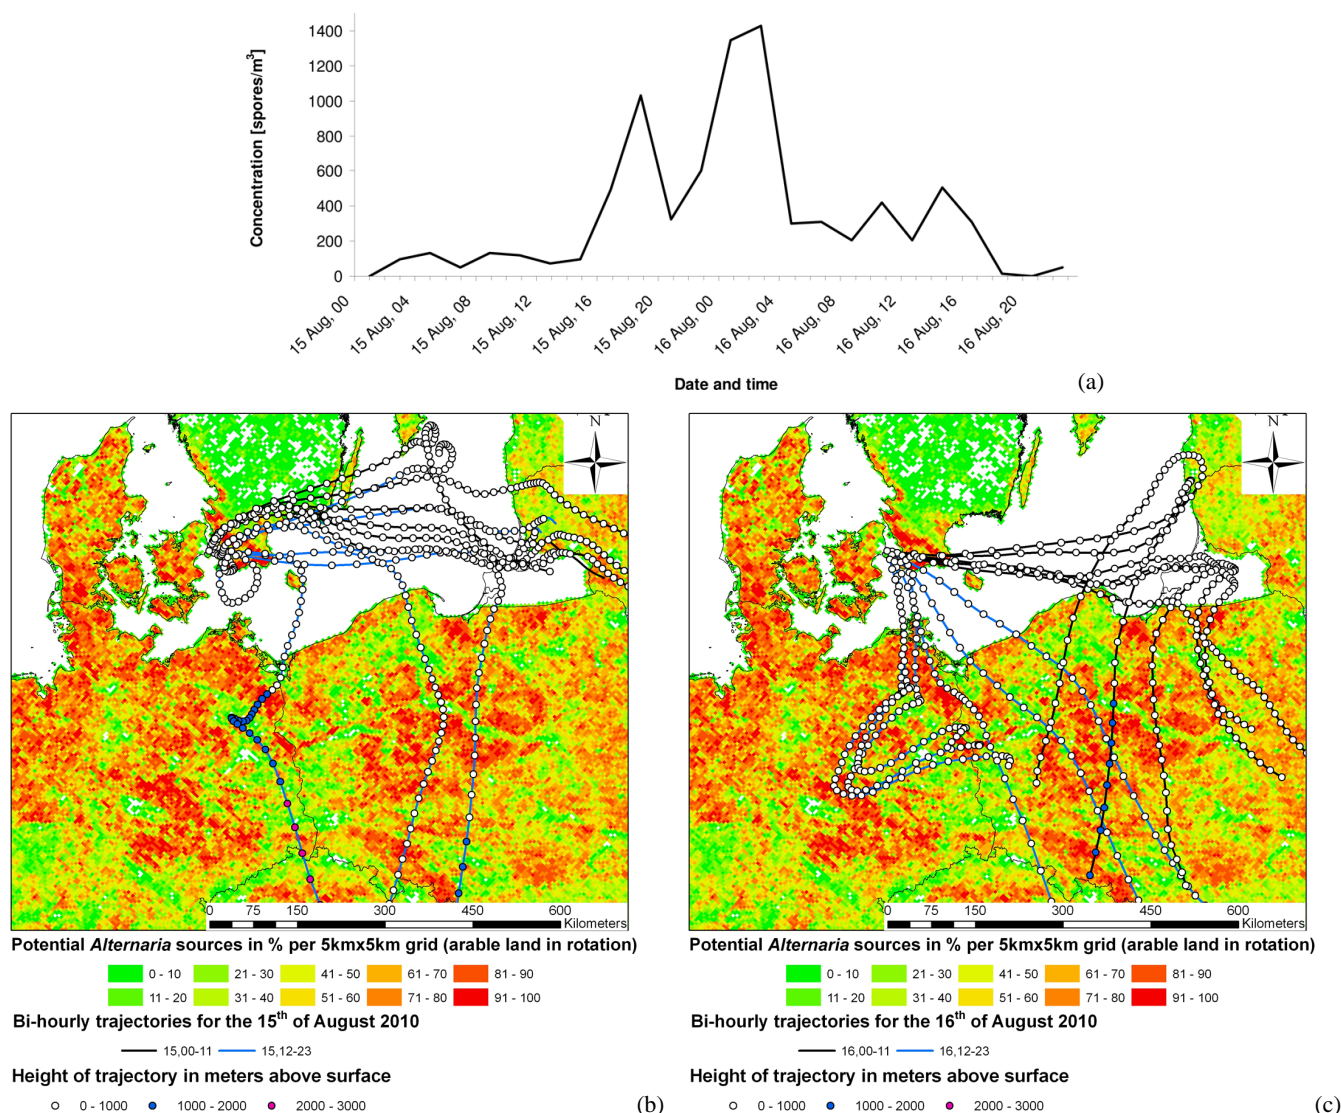 Concentration [spores/m³]
1400
1200
1000
800
600
400
200
0
15 Aug, 00
15 Aug, 04
15 Aug, 08
15 Aug, 12
15 Aug, 16
15 Aug, 20
16 Aug, 00
16 Aug, 04
16 Aug, 08
16 Aug, 12
16 Aug, 16
16 Aug, 20
Date and time
(a)
N
0 75 150 300 450 600
Kilometers
Potential Alternaria sources in % per 5kmx5km grid (arable land in rotation)
0 - 10 21 - 30 41 - 50 61 - 70 81 - 90
11 - 20 31 - 40 51 - 60 71 - 80 91 - 100
Bi-hourly trajectories for the 15th of August 2010
15,00-11 15,12-23
Height of trajectory in meters above surface
0 - 1000 1000 - 2000 2000 - 3000
(b)
N
0 75 150 300 450 600
Kilometers
Potential Alternaria sources in % per 5kmx5km grid (arable land in rotation)
0 - 10 21 - 30 41 - 50 61 - 70 81 - 90
11 - 20 31 - 40 51 - 60 71 - 80 91 - 100
Bi-hourly trajectories for the 16th of August 2010
16,00-11 16,12-23
Height of trajectory in meters above surface
0 - 1000 1000 - 2000 2000 - 3000
(c)